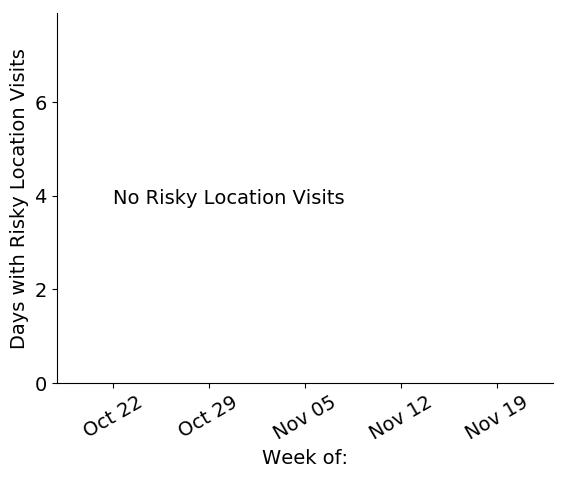 Days with Risky Location Visits
6
4
2
0
No Risky Location Visits
Oct 22
Oct 29
Nov 05
Nov 12
Nov 19
Week of: